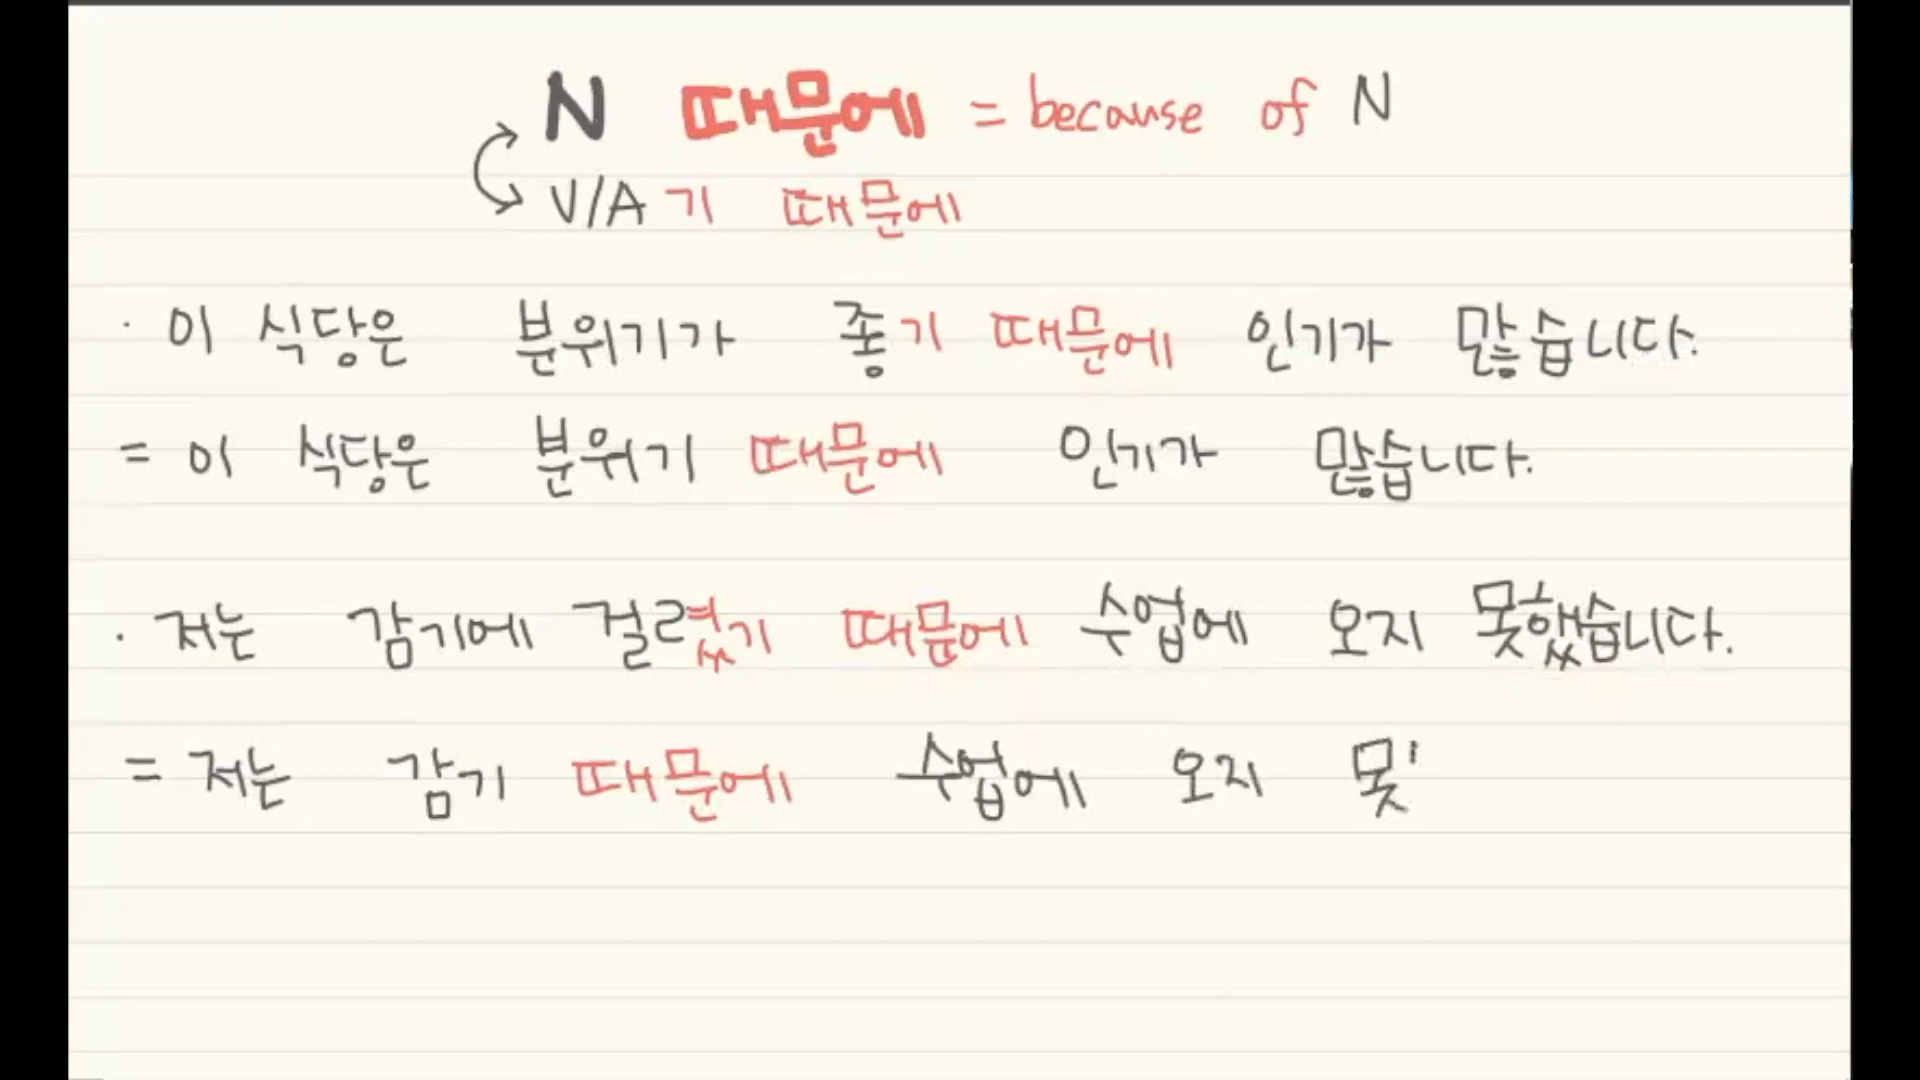 N 때문에 = because of N
V/A 기 때문에
· 이 식당은 분위기가 좋기 때문에 인기가 많습니다.
= 이 식당은 분위기 때문에 인기가 많습니다.
· 저는 감기에 걸렸기 때문에 수업에 오지 못했습니다.
= 저는 감기 때문에 수업에 오지 못